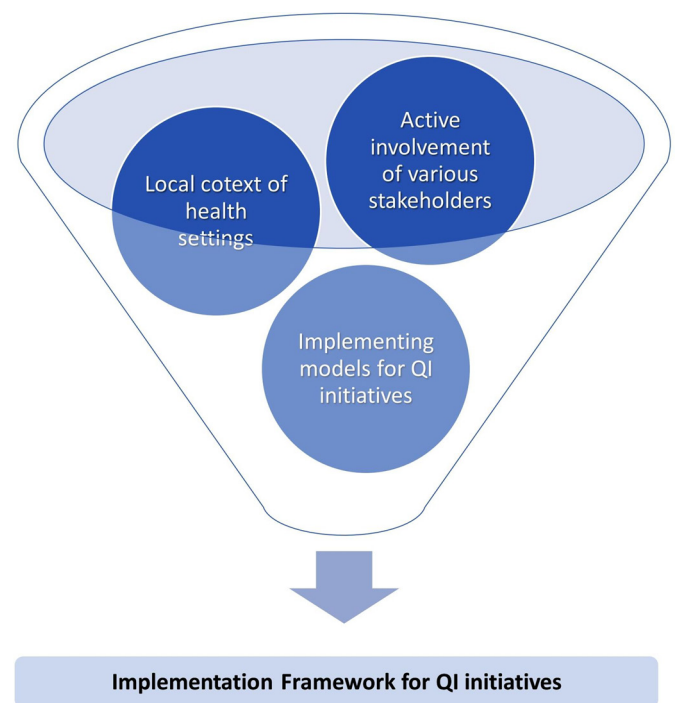 Active
involvement
of various
stakeholders
Local cotext of
health
settings
Implementing
models for QI
initiatives
Implementation Framework for QI initiatives